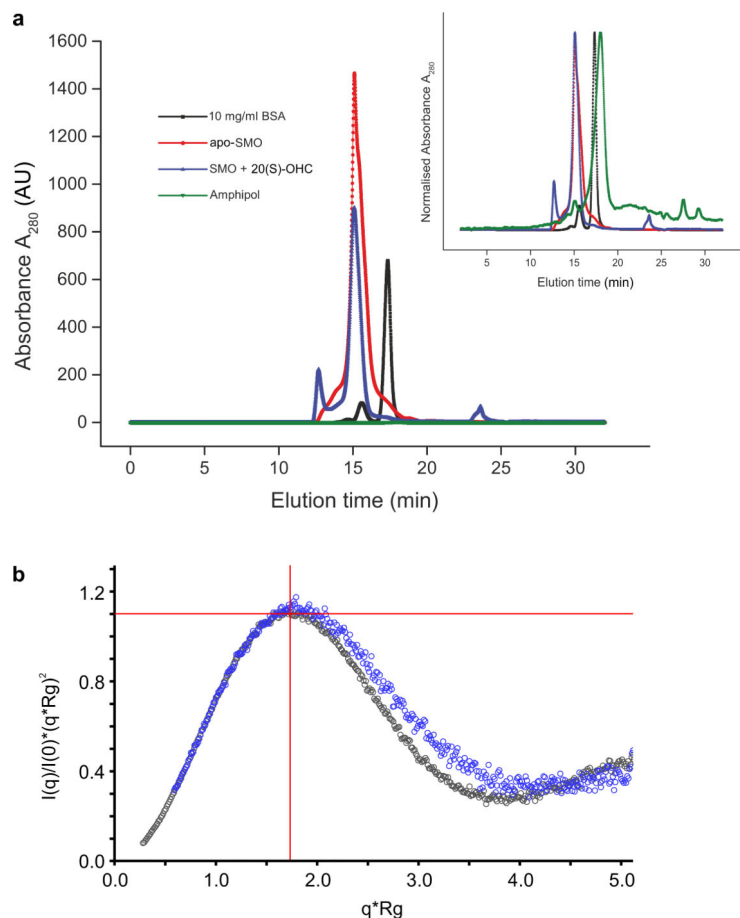 a
1600
1400
1200
1000
800
600
400
200
0
Absorbance A280 (AU)
10 mg/ml BSA
apo-SMO
SMO + 20(S)-OHC
Amphipol
0 5 10 15 20 25 30
Elution time (min)
Normalised Absorbance A280
5 10 15 20 25 30
Elution time (min)
b
1.2
0.8
0.4
0.0
I(q)/I(0)*(q*Rg)²
0.0 1.0 2.0 3.0 4.0 5.0
q*Rg